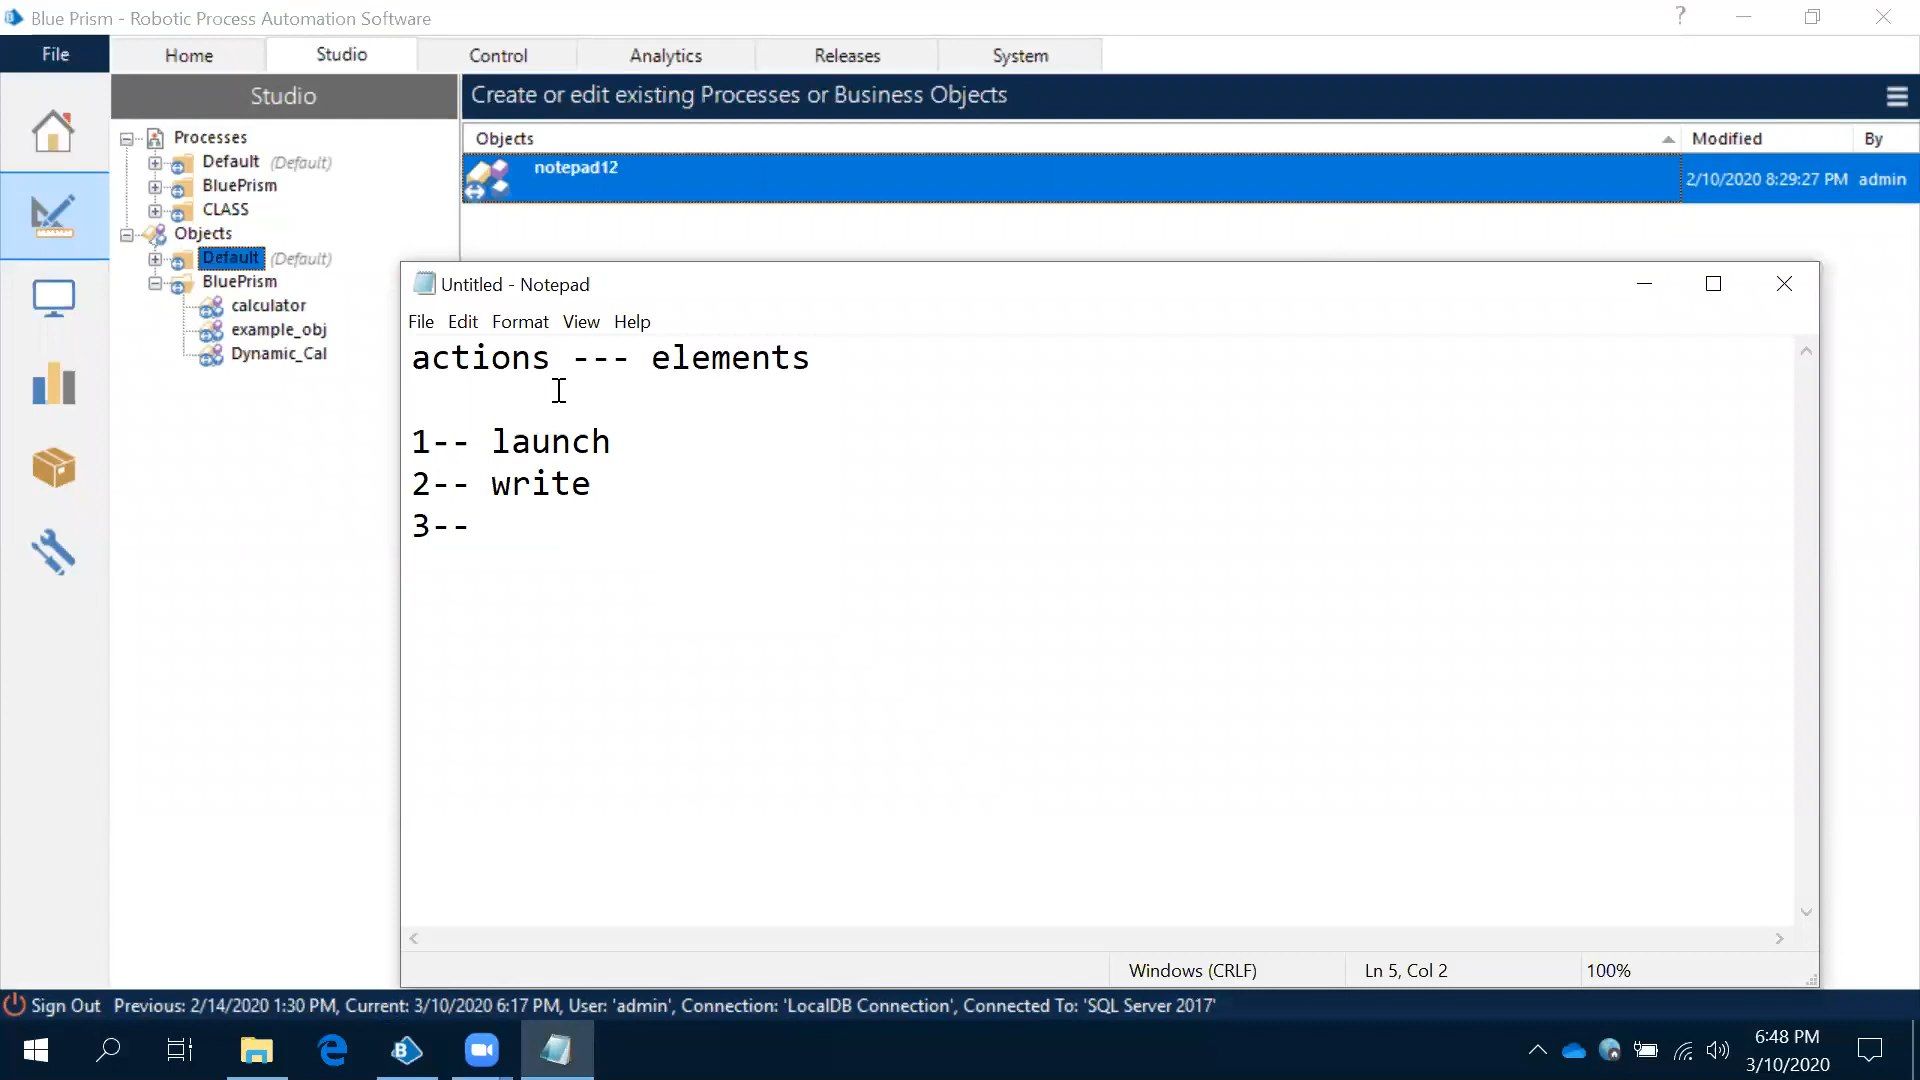 Blue Prism - Robotic Process Automation Software
?
File
Home
Studio
Control
Analytics
Releases
System
Studio
Create or edit existing Processes or Business Objects
Processes
Default (Default)
BluePrism
CLASS
Objects
Default (Default)
BluePrism
calculator
example_obj
Dynamic_Cal
Objects
Modified
By
notepad12
2/10/2020 8:29:27 PM
admin
Untitled - Notepad
File Edit Format View Help
actions --- elements
1-- launch
2-- write
3--
Windows (CRLF)
Ln 5, Col 2
100%
Sign Out Previous: 2/14/2020 1:30 PM, Current: 3/10/2020 6:17 PM, User: 'admin', Connection: 'LocalDB Connection', Connected To: 'SQL Server 2017'
B
6:48 PM
3/10/2020